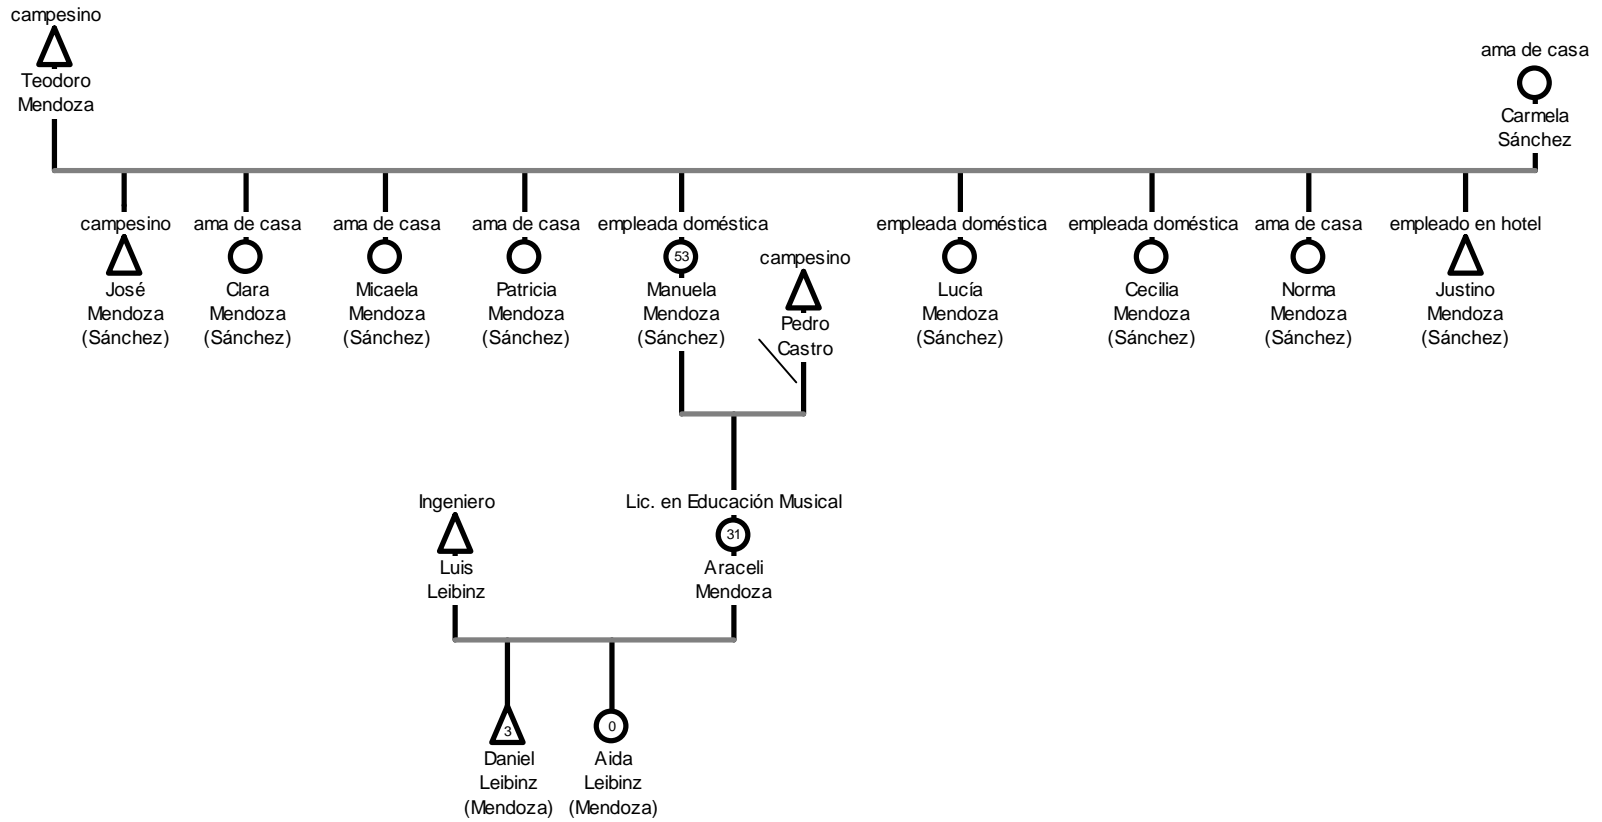 campesino
Teodoro
Mendoza
ama de casa
Carmela
Sánchez
campesino
José
Mendoza
(Sánchez)
ama de casa
Clara
Mendoza
(Sánchez)
ama de casa
Micaela
Mendoza
(Sánchez)
ama de casa
Patricia
Mendoza
(Sánchez)
empleada doméstica
53
Manuela
Mendoza
(Sánchez)
campesino
Pedro
Castro
empleada doméstica
Lucía
Mendoza
(Sánchez)
empleada doméstica
Cecilia
Mendoza
(Sánchez)
ama de casa
Norma
Mendoza
(Sánchez)
empleado en hotel
Justino
Mendoza
(Sánchez)
Ingeniero
Luis
Leibinz
Lic. en Educación Musical
31
Araceli
Mendoza
3
Daniel
Leibinz
(Mendoza)
0
Aida
Leibinz
(Mendoza)